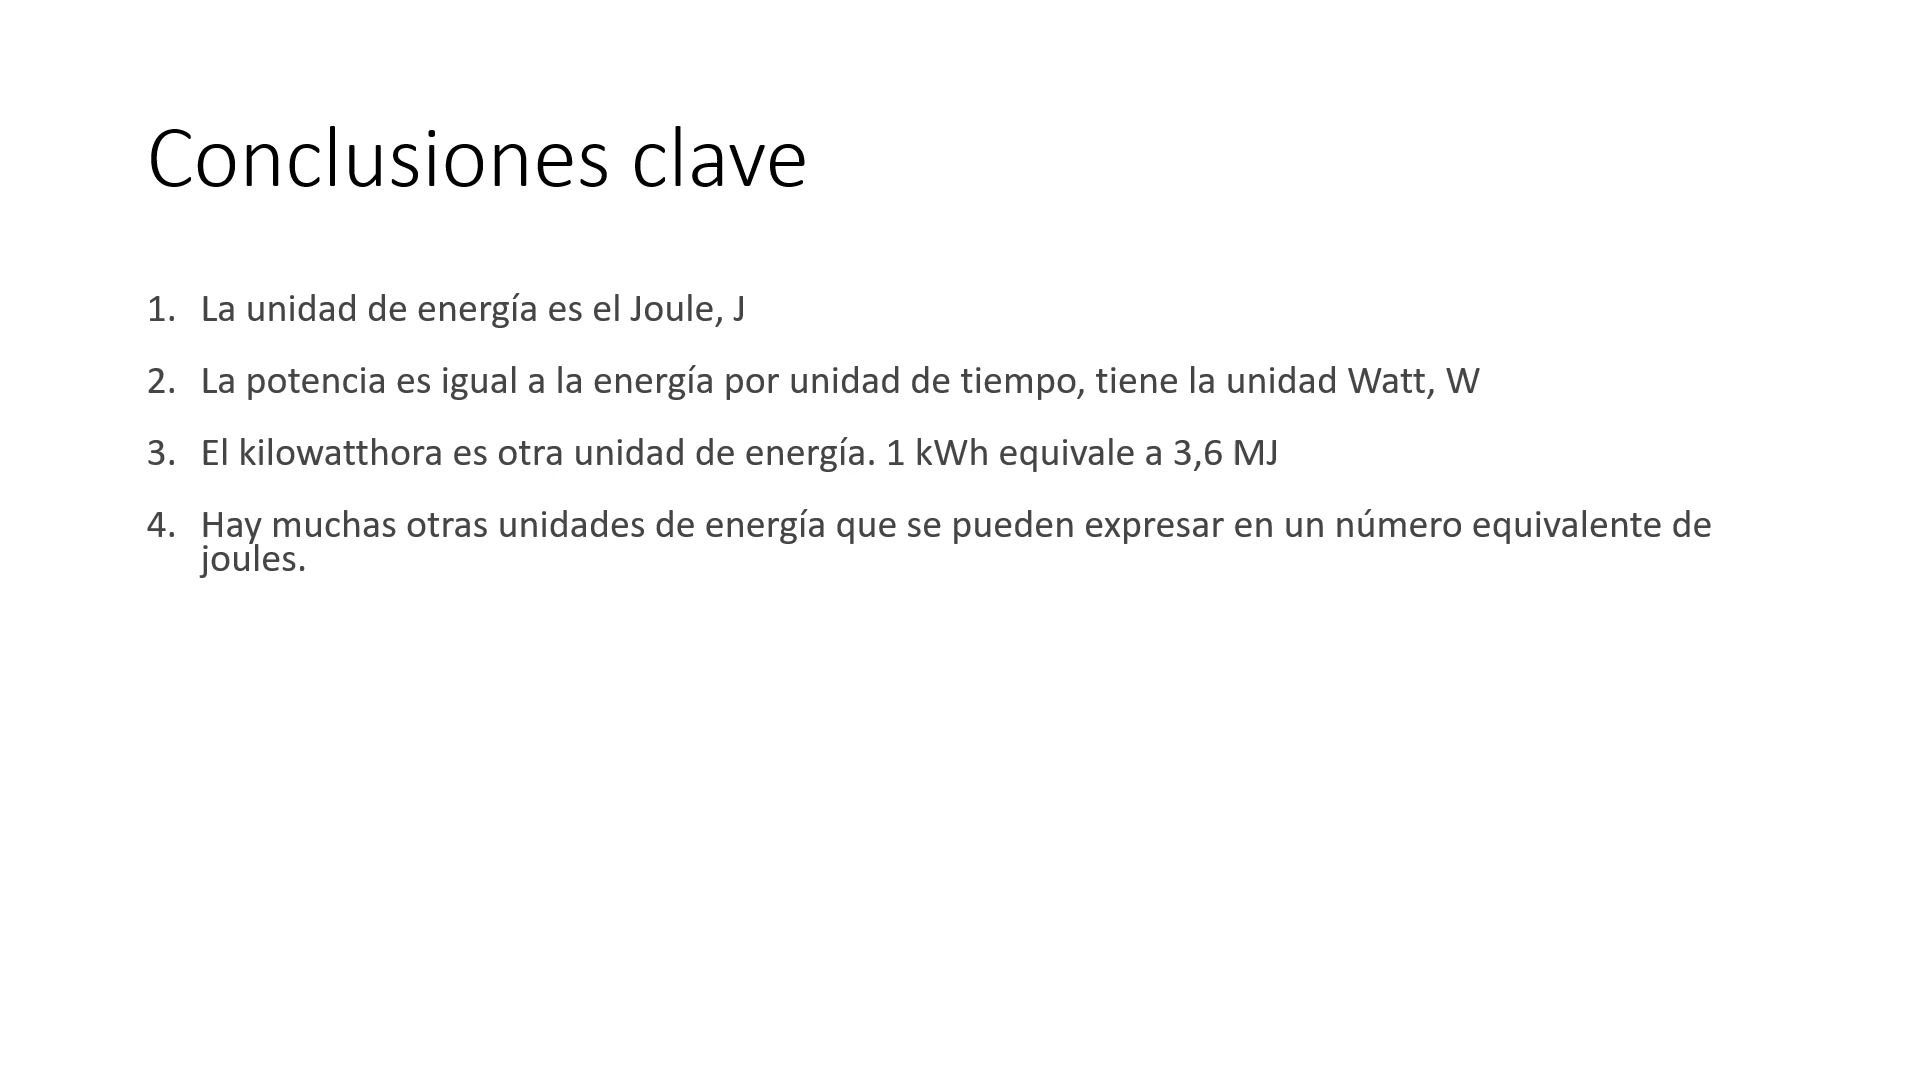 Conclusiones clave
1. La unidad de energía es el Joule, J
2. La potencia es igual a la energía por unidad de tiempo, tiene la unidad Watt, W
3. El kilowatthora es otra unidad de energía. 1 kWh equivale a 3,6 MJ
4. Hay muchas otras unidades de energía que se pueden expresar en un número equivalente de
joules.